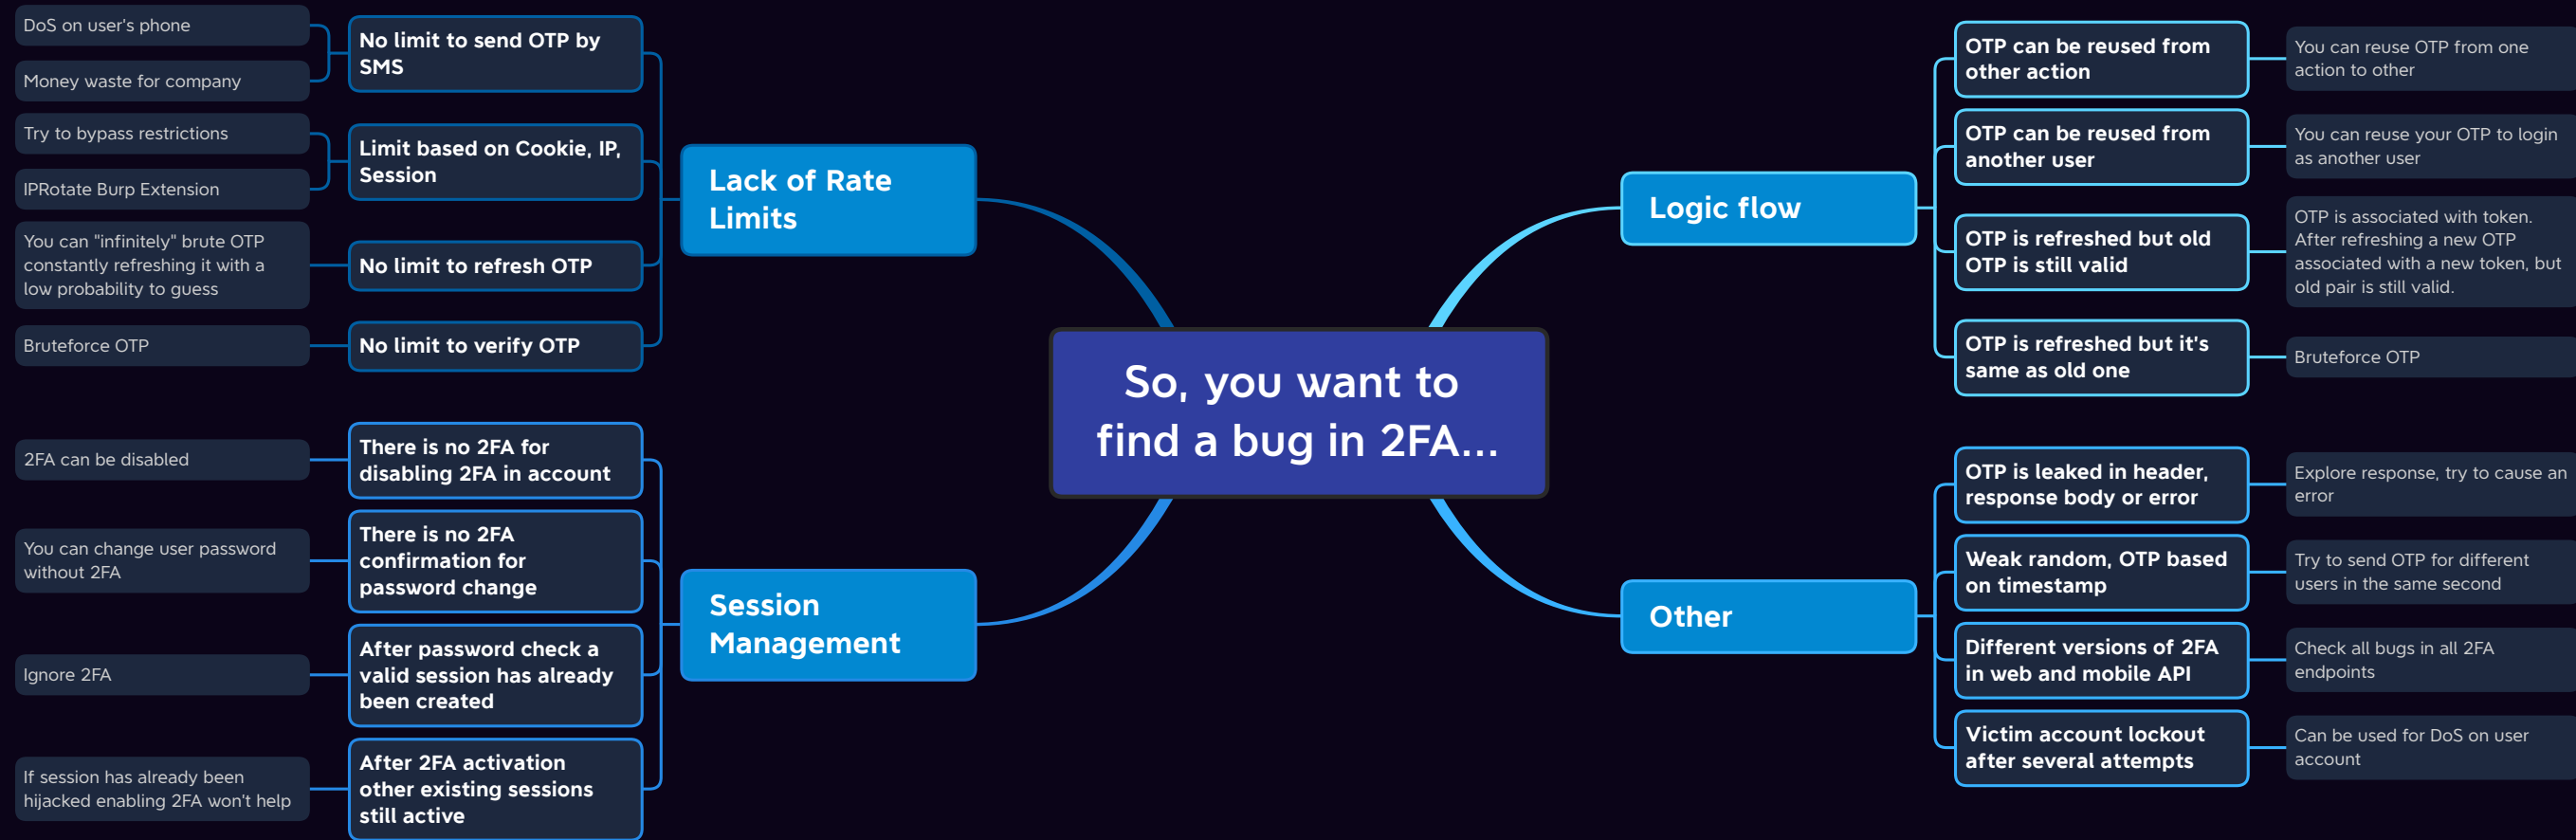 So, you want to
find a bug in 2FA...
Lack of Rate
Limits
No limit to send OTP by
SMS
DoS on user's phone
Money waste for company
Limit based on Cookie, IP,
Session
Try to bypass restrictions
IPRotate Burp Extension
No limit to refresh OTP
You can "infinitely" brute OTP
constantly refreshing it with a
low probability to guess
No limit to verify OTP
Bruteforce OTP
Session
Management
There is no 2FA for
disabling 2FA in account
2FA can be disabled
There is no 2FA
confirmation for
password change
You can change user password
without 2FA
After password check a
valid session has already
been created
Ignore 2FA
After 2FA activation
other existing sessions
still active
If session has already been
hijacked enabling 2FA won't help
Logic flow
OTP can be reused from
other action
You can reuse OTP from one
action to other
OTP can be reused from
another user
You can reuse your OTP to login
as another user
OTP is refreshed but old
OTP is still valid
OTP is associated with token.
After refreshing a new OTP
associated with a new token, but
old pair is still valid.
OTP is refreshed but it's
same as old one
Bruteforce OTP
Other
OTP is leaked in header,
response body or error
Explore response, try to cause an
error
Weak random, OTP based
on timestamp
Try to send OTP for different
users in the same second
Different versions of 2FA
in web and mobile API
Check all bugs in all 2FA
endpoints
Victim account lockout
after several attempts
Can be used for DoS on user
account